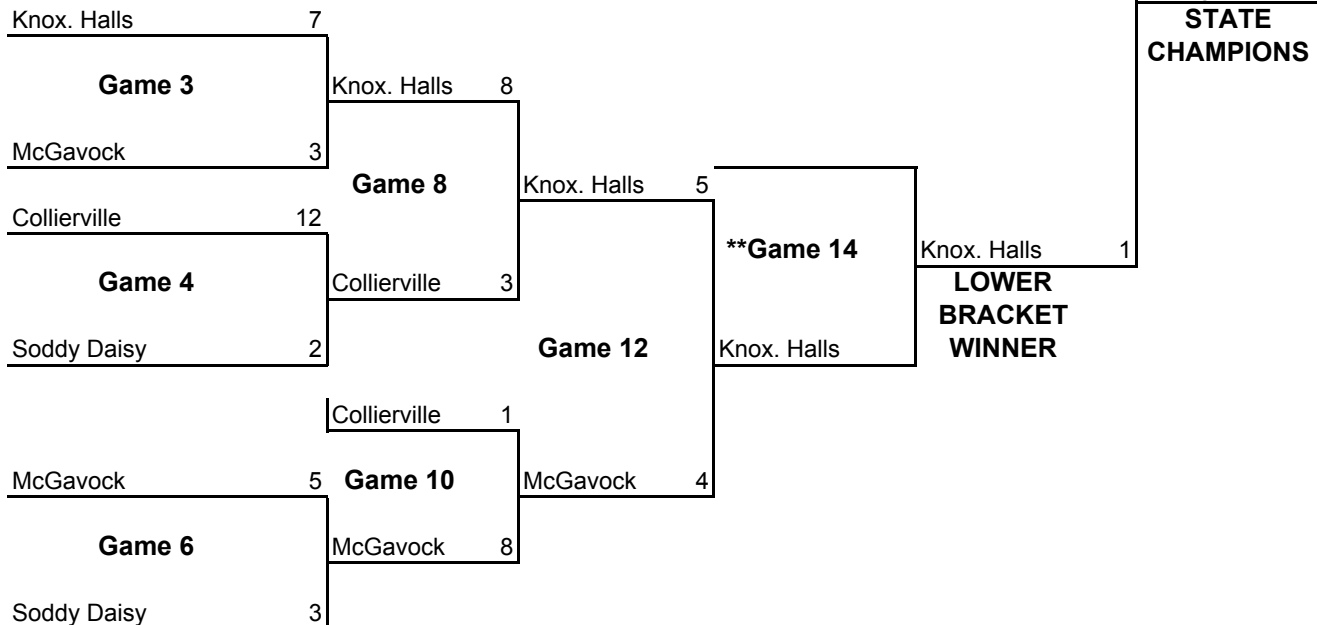 Knox. Halls 7
STATE
CHAMPIONS
Game 3
Knox. Halls 8
McGavock 3
Game 8
Knox. Halls 5
Collierville 12
**Game 14
Knox. Halls 1
Game 4
Collierville 3
LOWER
BRACKET
WINNER
Soddy Daisy 2
Game 12
Knox. Halls
Collierville 1
McGavock 5
Game 10
McGavock 4
Game 6
McGavock 8
Soddy Daisy 3